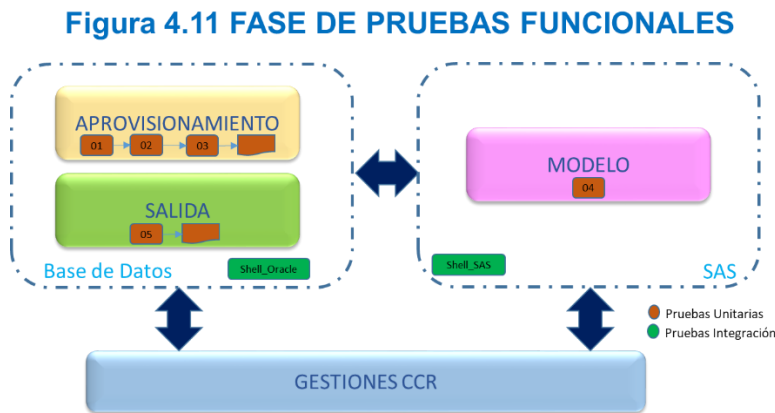 Figura 4.11 FASE DE PRUEBAS FUNCIONALES
APROVISIONAMIENTO
01 02 03
SALIDA
05
Base de Datos
Shell_Oracle
MODELO
04
Shell_SAS
SAS
Pruebas Unitarias
Pruebas Integración
GESTIONES CCR